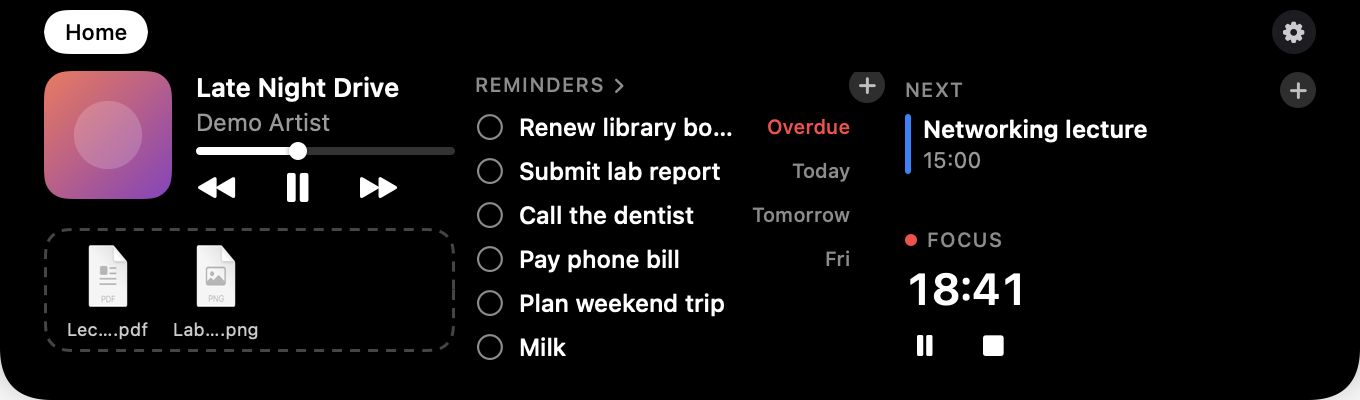 Home
Late Night Drive
Demo Artist
PDF
PNG
Lec....pdf
Lab....png
REMINDERS
Renew library bo... Overdue
Submit lab report Today
Call the dentist Tomorrow
Pay phone bill Fri
Plan weekend trip
Milk
NEXT
Networking lecture
15:00
FOCUS
18:41